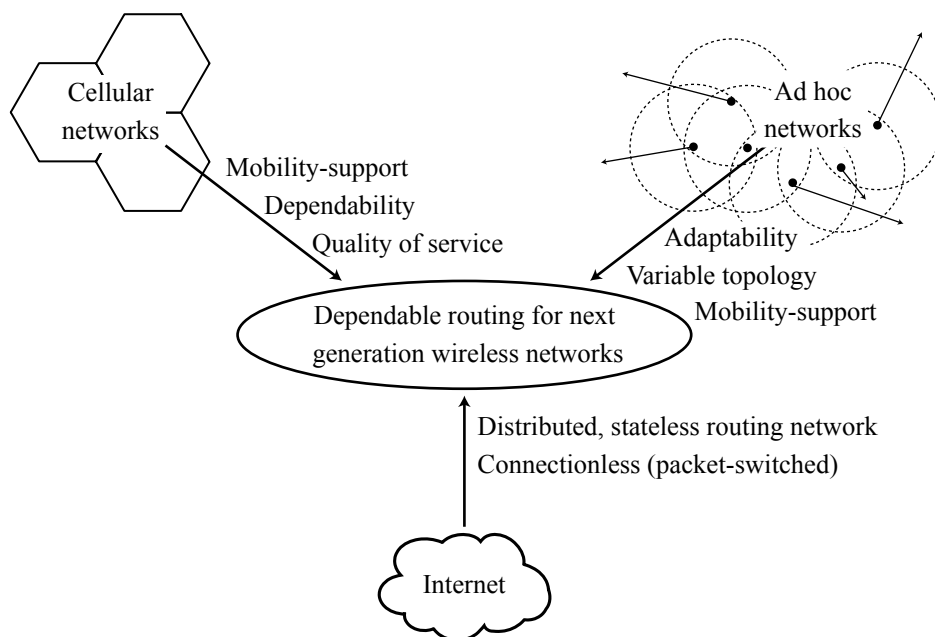 Cellular
networks
Ad hoc
networks
Mobility-support
Dependability
Quality of service
Adaptability
Variable topology
Mobility-support
Dependable routing for next
generation wireless networks
Distributed, stateless routing network
Connectionless (packet-switched)
Internet